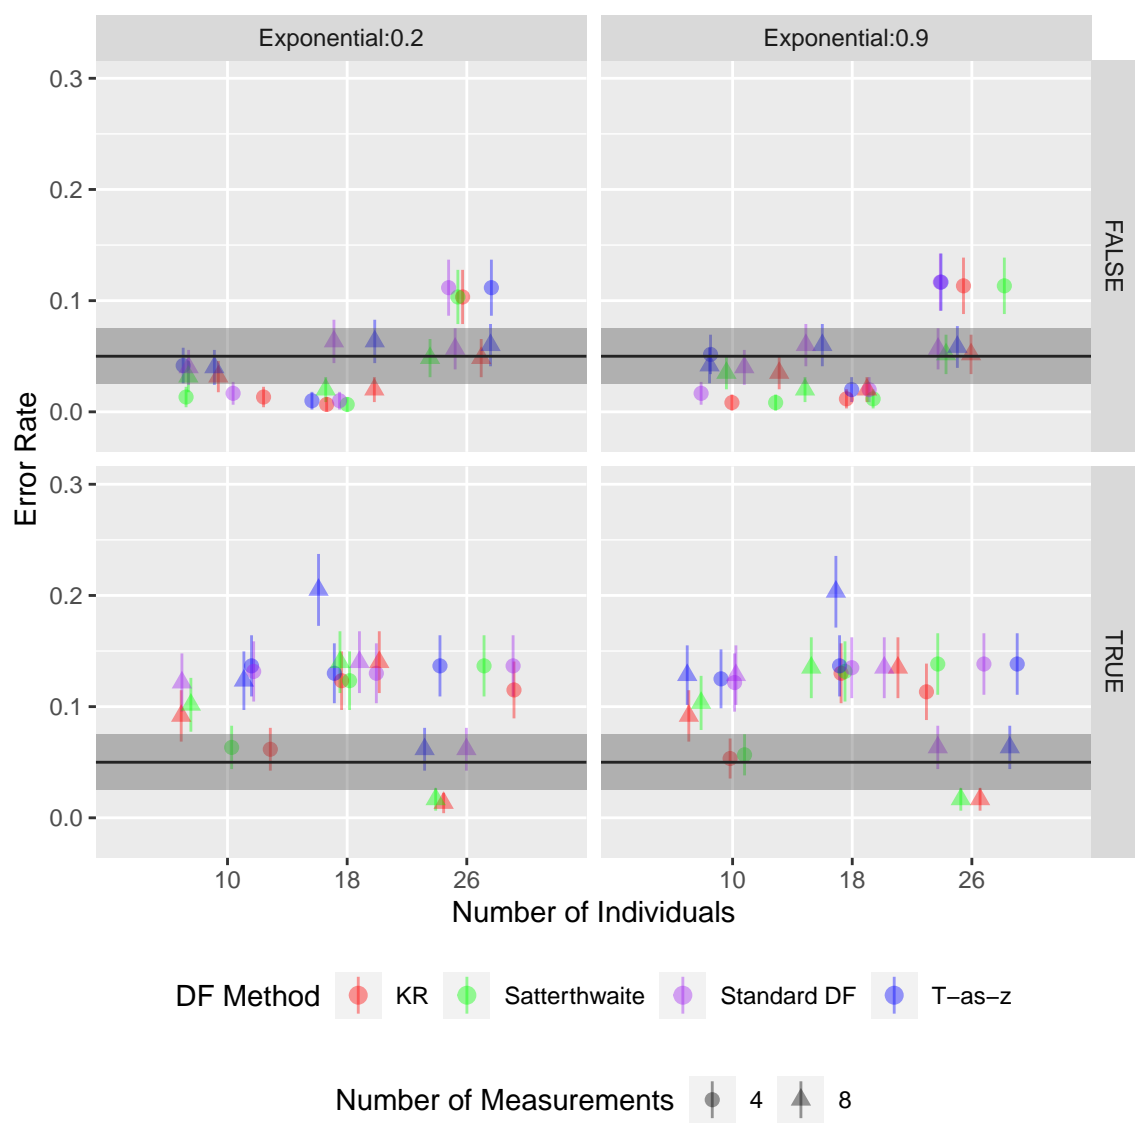 Exponential:0.2
Exponential:0.9
0.3
0.2
0.1
0.0
FALSE
Error Rate
0.3
0.2
0.1
0.0
TRUE
10
18
26
10
18
26
Number of Individuals
DF Method
KR
Satterthwaite
Standard DF
T−as−z
Number of Measurements
4
8